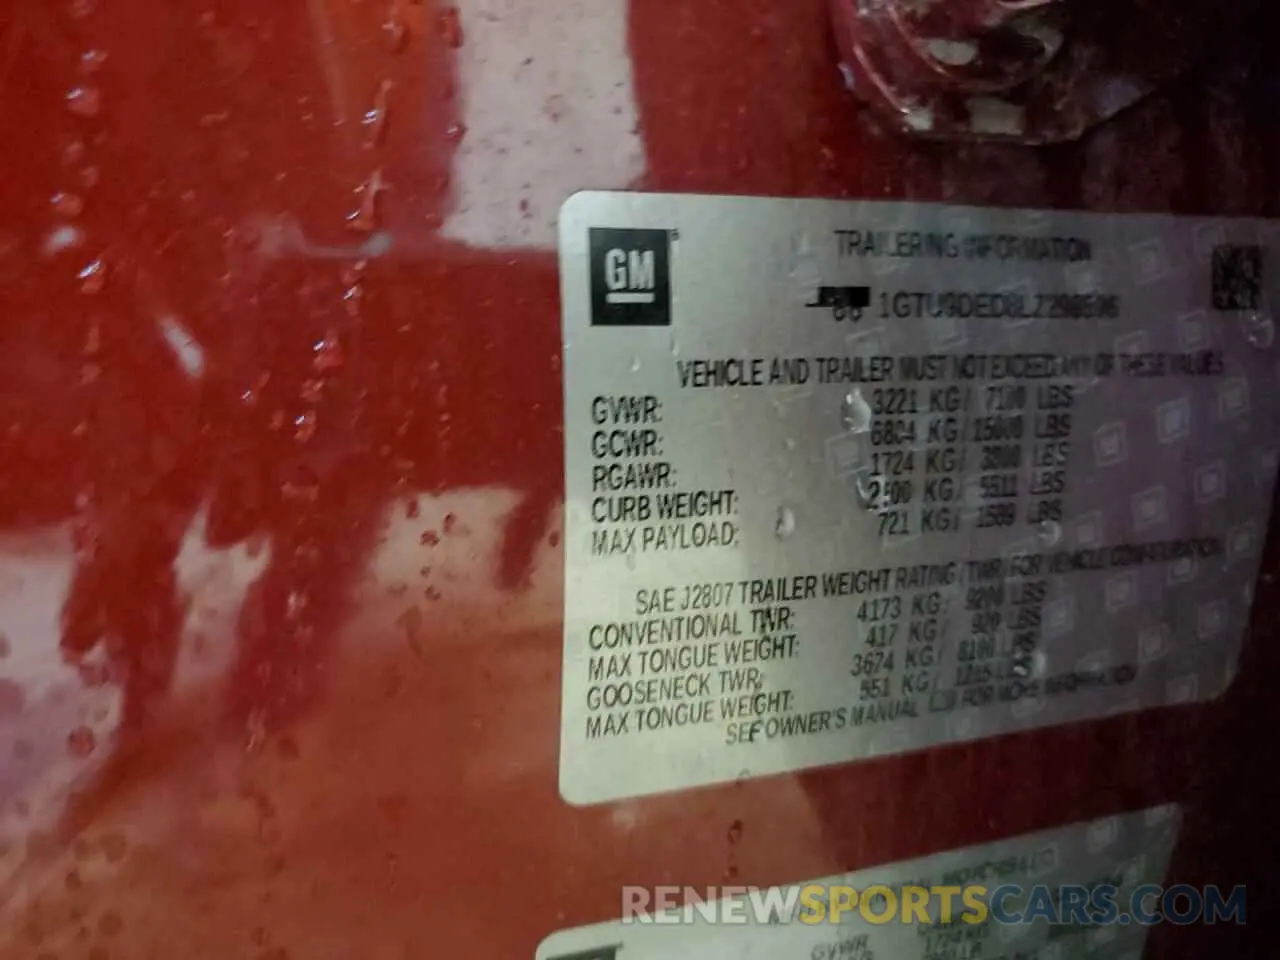 GM
TRAILERING INFORMATION
VEHICLE AND TRAILER MUST NOT EXCEED ANY OF THESE VALUES
GVWR: 3221 KG/ 7100 LBS
GCWR: 6804 KG/ 15000 LBS
RGAWR: 1724 KG/ 3800 LBS
CURB WEIGHT: 2500 KG/ 5511 LBS
MAX PAYLOAD: 721 KG/ 1589 LBS
SAE J2807 TRAILER WEIGHT RATING (TWR) FOR VEHICLE CONFIGURATION
CONVENTIONAL TWR: 4173 KG/ 9200 LBS
MAX TONGUE WEIGHT: 417 KG/ 920 LBS
GOOSENECK TWR: 3674 KG/ 8100 LBS
MAX TONGUE WEIGHT: 551 KG/ 1215 LBS
SEE OWNER'S MANUAL FOR MORE INFORMATION
GVWR
RENEWSPORTSCARS.COM